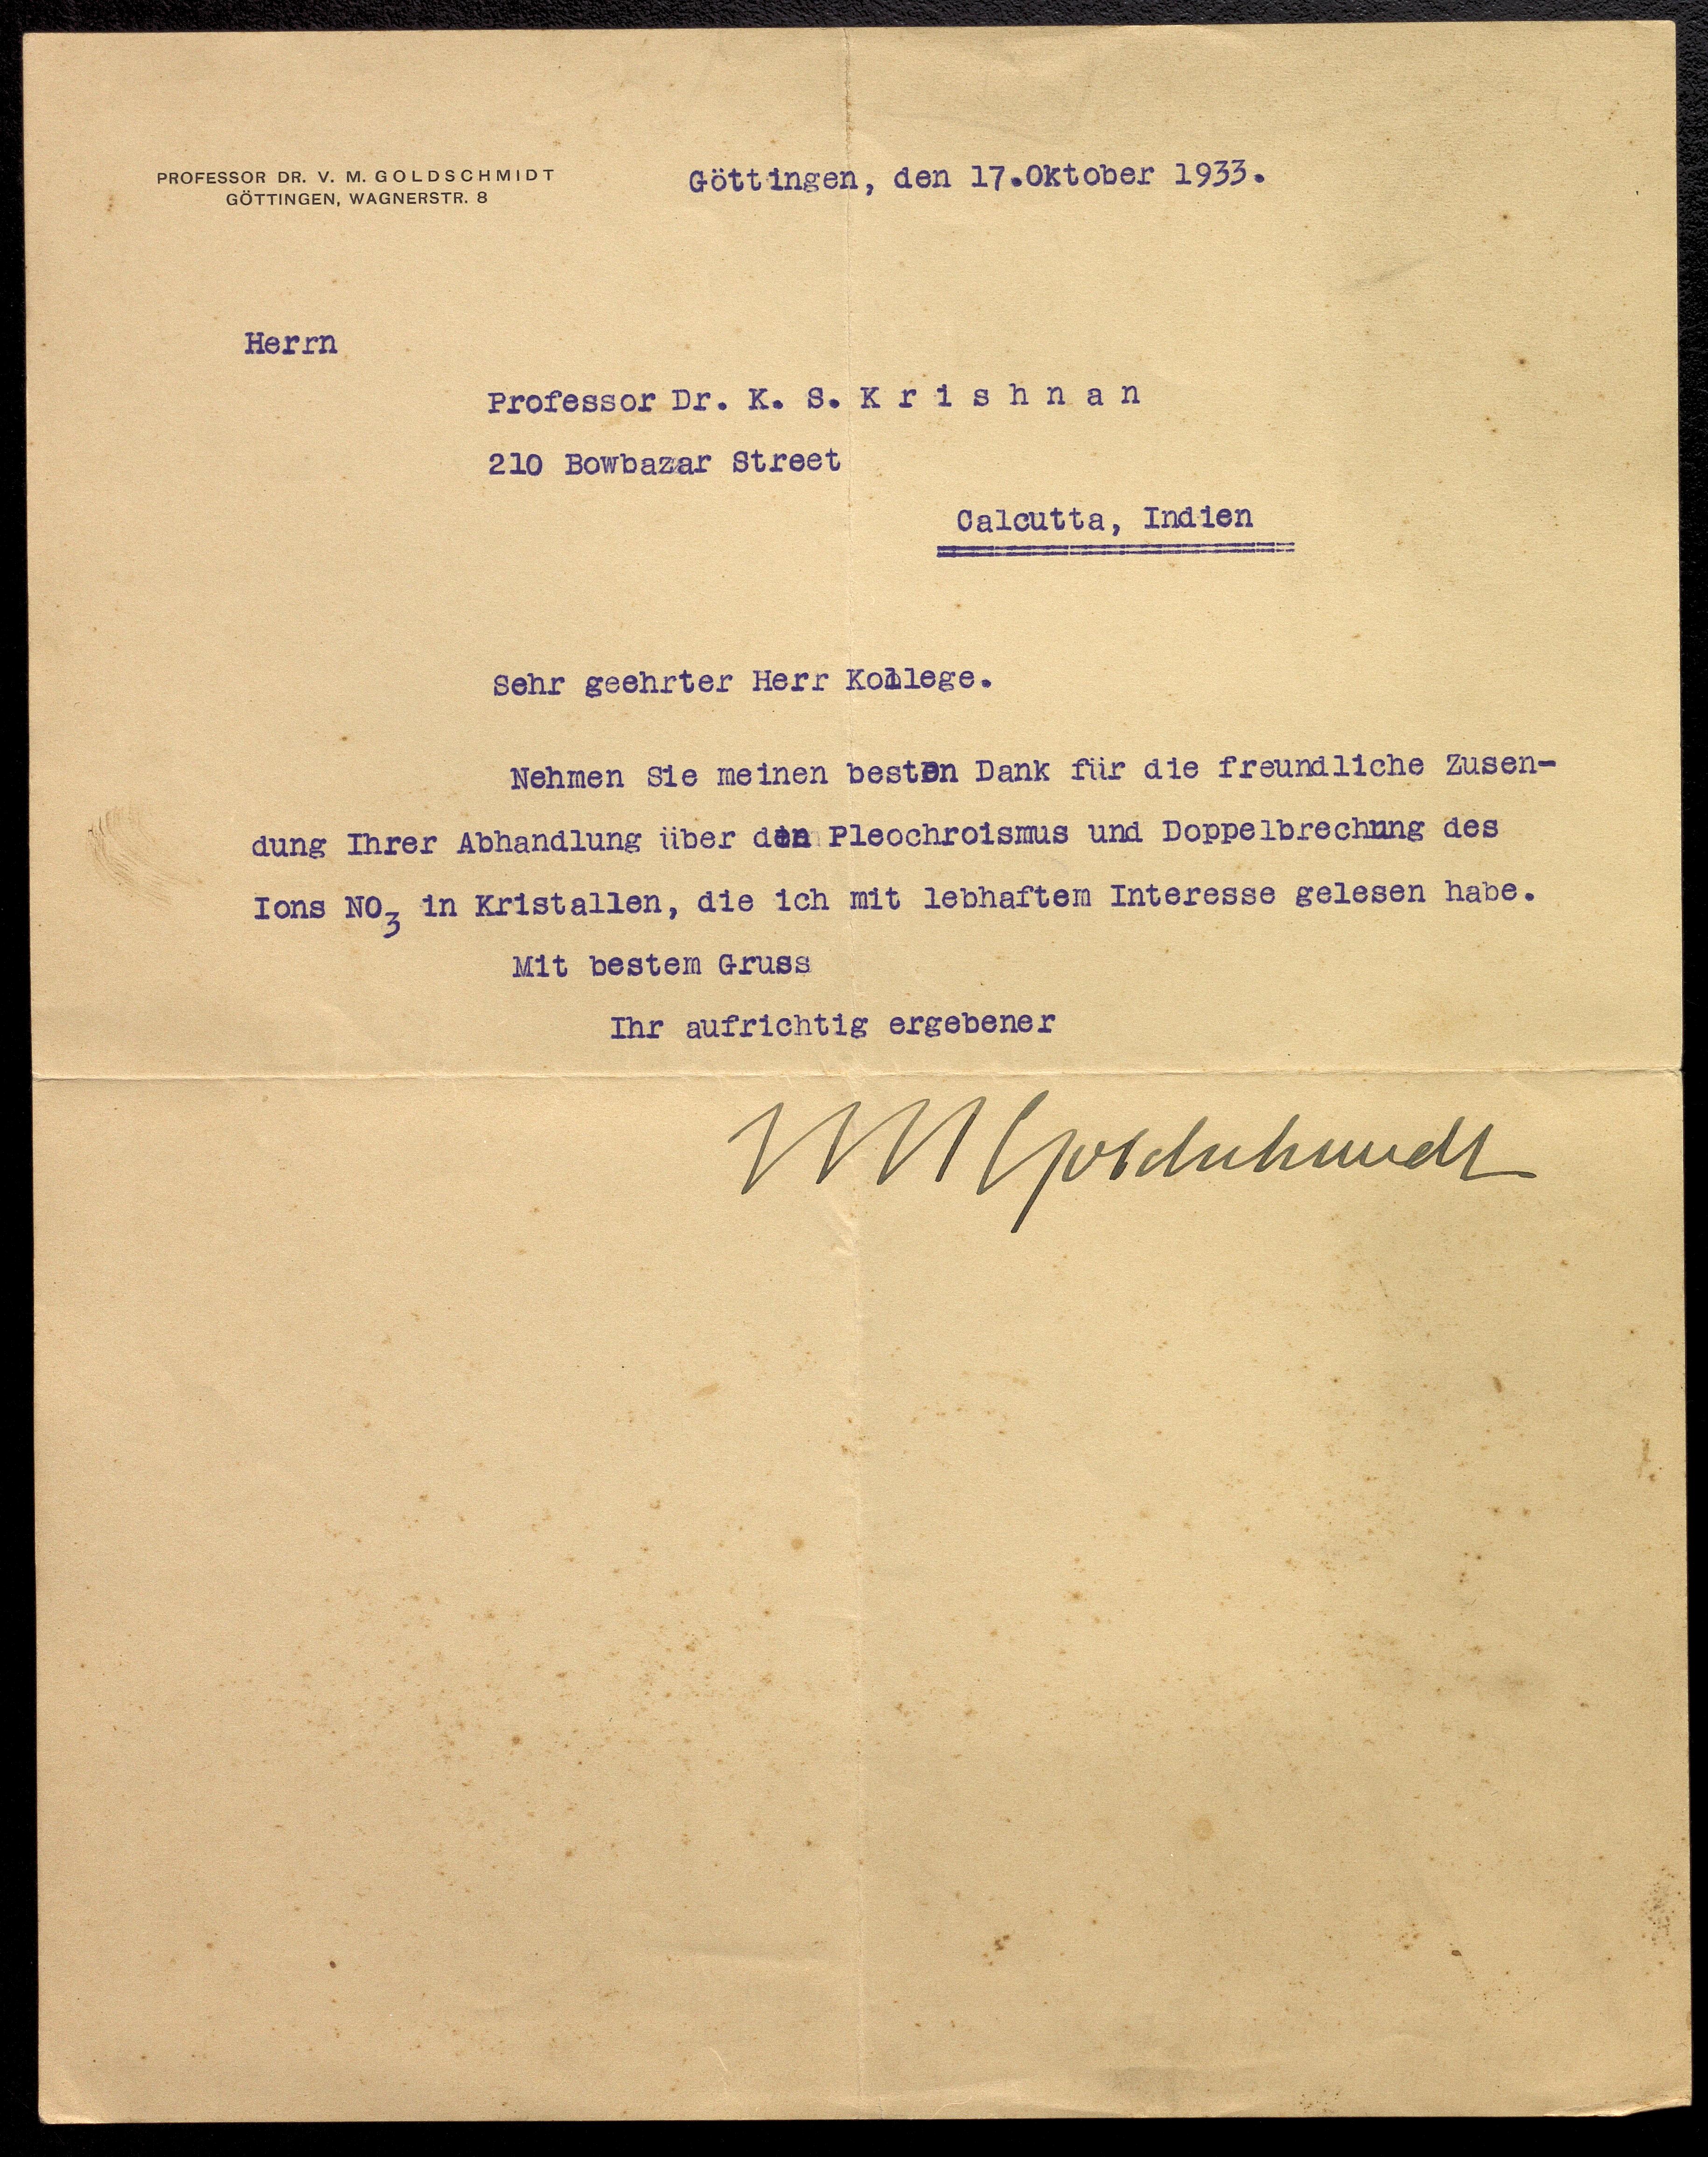 PROFESSOR DR. V. M. GOLDSCHMIDT
GÖTTINGEN, WAGNERSTR. 8
Göttingen, den 17.Oktober 1933.
Herrn
Professor Dr. K. S. K r i s h n a n
210 Bowbazar Street
Calcutta, Indien
Sehr geehrter Herr Kollege.
Nehmen Sie meinen besten Dank für die freundliche Zusen-
dung Ihrer Abhandlung über den Pleochroismus und Doppelbrechnng des
Ions NO₃ in Kristallen, die ich mit lebhaftem Interesse gelesen habe.
Mit bestem Gruss
Ihr aufrichtig ergebener
VM Goldschmidt